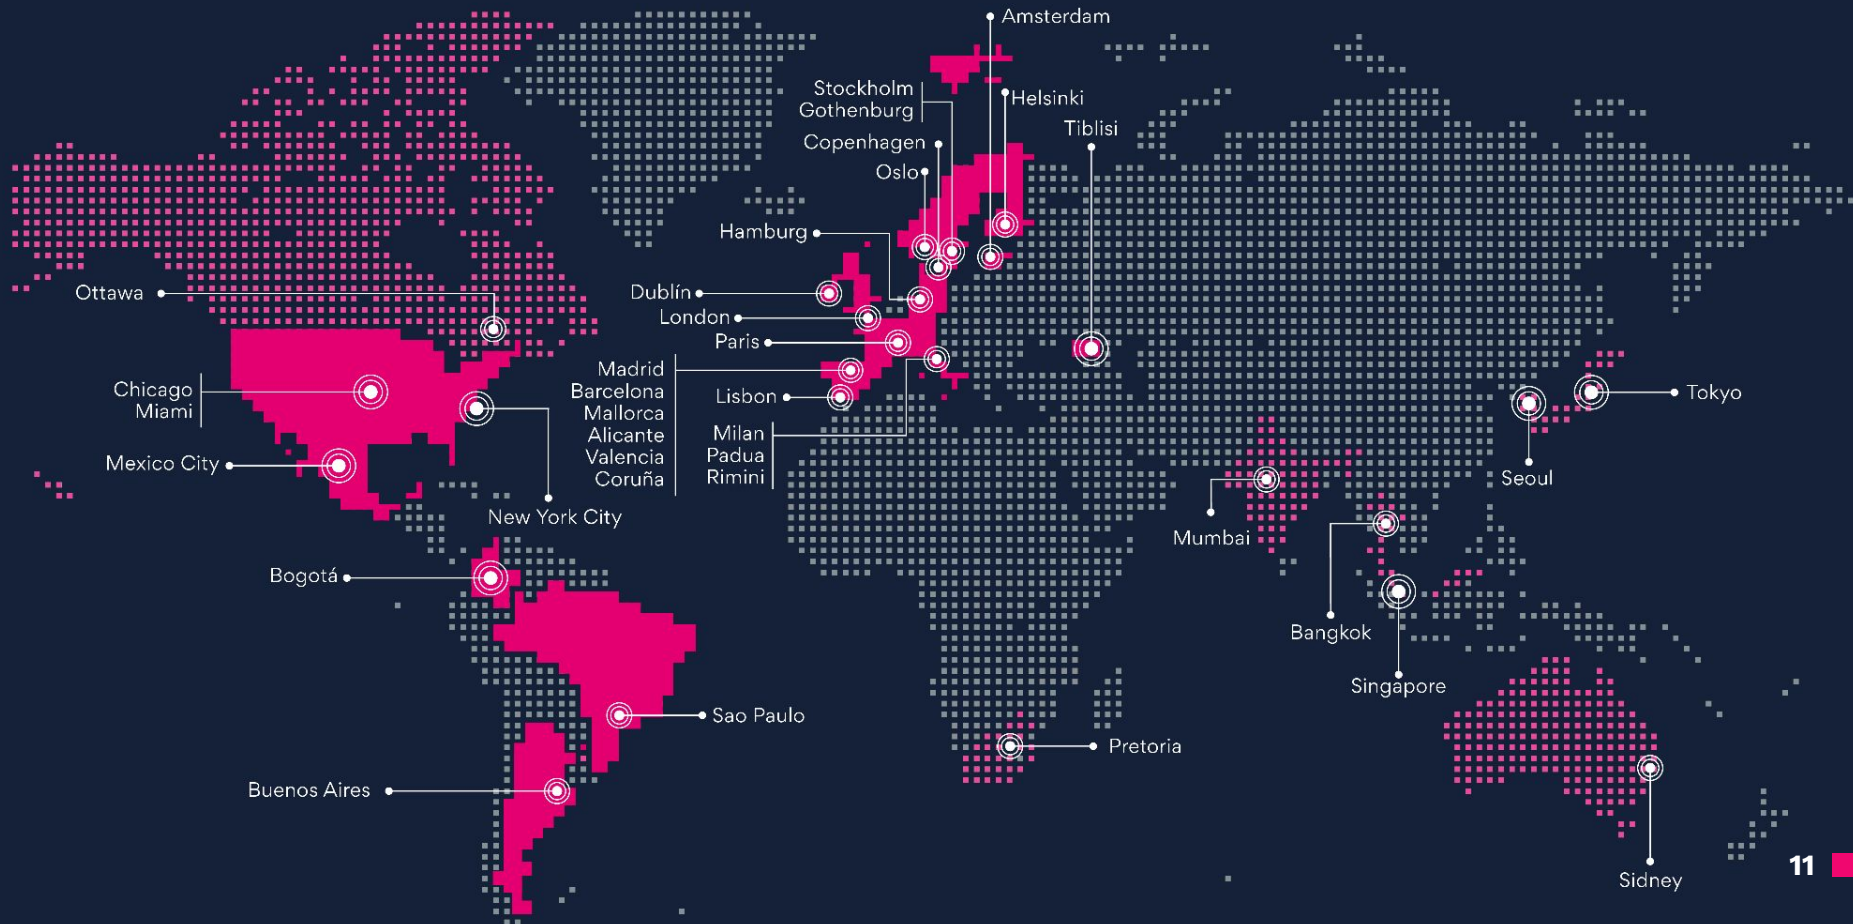 Amsterdam
Stockholm
Gothenburg
Helsinki
Tiblisi
Copenhagen
Oslo
Hamburg
Ottawa
Dublín
London
Paris
Chicago
Miami
Madrid
Barcelona
Mallorca
Alicante
Valencia
Coruña
Lisbon
Milan
Padua
Rimini
Tokyo
Mexico City
New York City
Seoul
Mumbai
Bogotá
Bangkok
Singapore
Sao Paulo
Pretoria
Buenos Aires
Sidney
11